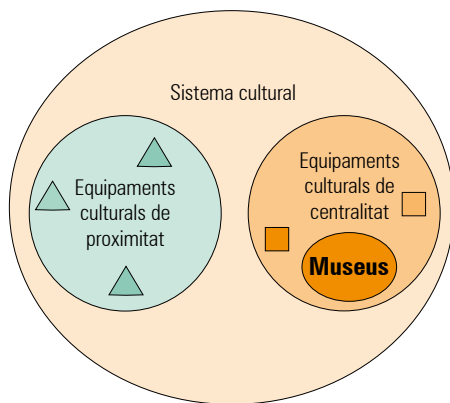 Sistema cultural
Equipaments
culturals de
proximitat
Equipaments
culturals de
centralitat
Museus